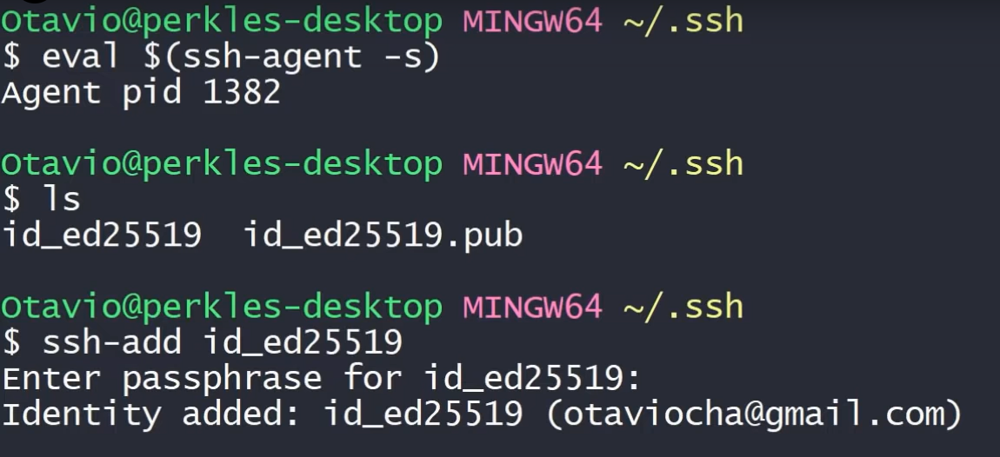 Otavio@perkles-desktop MINGW64 ~/.ssh
$ eval $(ssh-agent -s)
Agent pid 1382
Otavio@perkles-desktop MINGW64 ~/.ssh
$ ls
id_ed25519  id_ed25519.pub
Otavio@perkles-desktop MINGW64 ~/.ssh
$ ssh-add id_ed25519
Enter passphrase for id_ed25519:
Identity added: id_ed25519 (otaviocha@gmail.com)